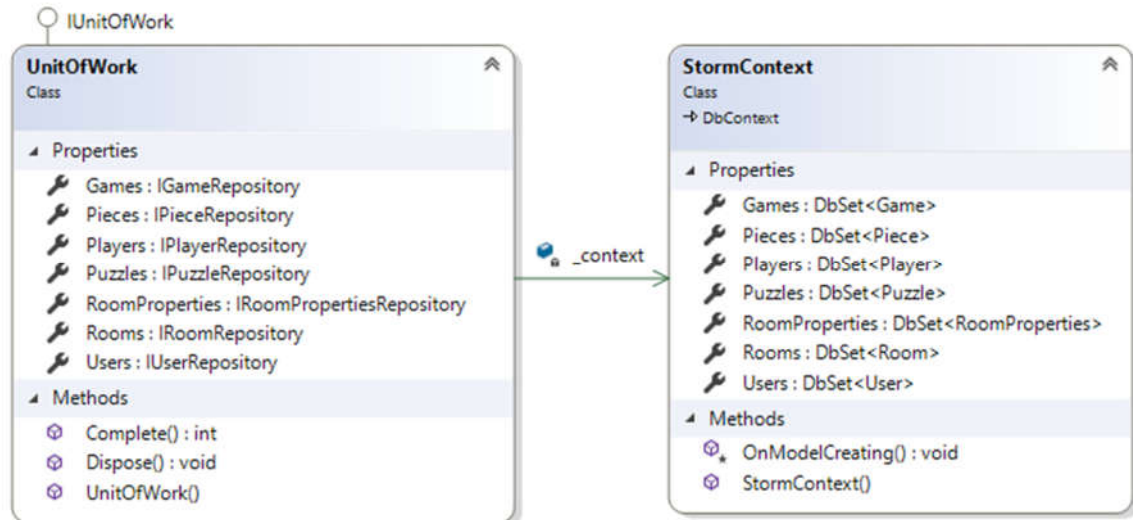 IUnitOfWork
UnitOfWork
Class
Properties
Games : IGameRepository
Pieces : IPieceRepository
Players : IPlayerRepository
Puzzles : IPuzzleRepository
RoomProperties : IRoomPropertiesRepository
Rooms : IRoomRepository
Users : IUserRepository
Methods
Complete() : int
Dispose() : void
UnitOfWork()
_context
StormContext
Class
DbContext
Properties
Games : DbSet<Game>
Pieces : DbSet<Piece>
Players : DbSet<Player>
Puzzles : DbSet<Puzzle>
RoomProperties : DbSet<RoomProperties>
Rooms : DbSet<Room>
Users : DbSet<User>
Methods
OnModelCreating() : void
StormContext()